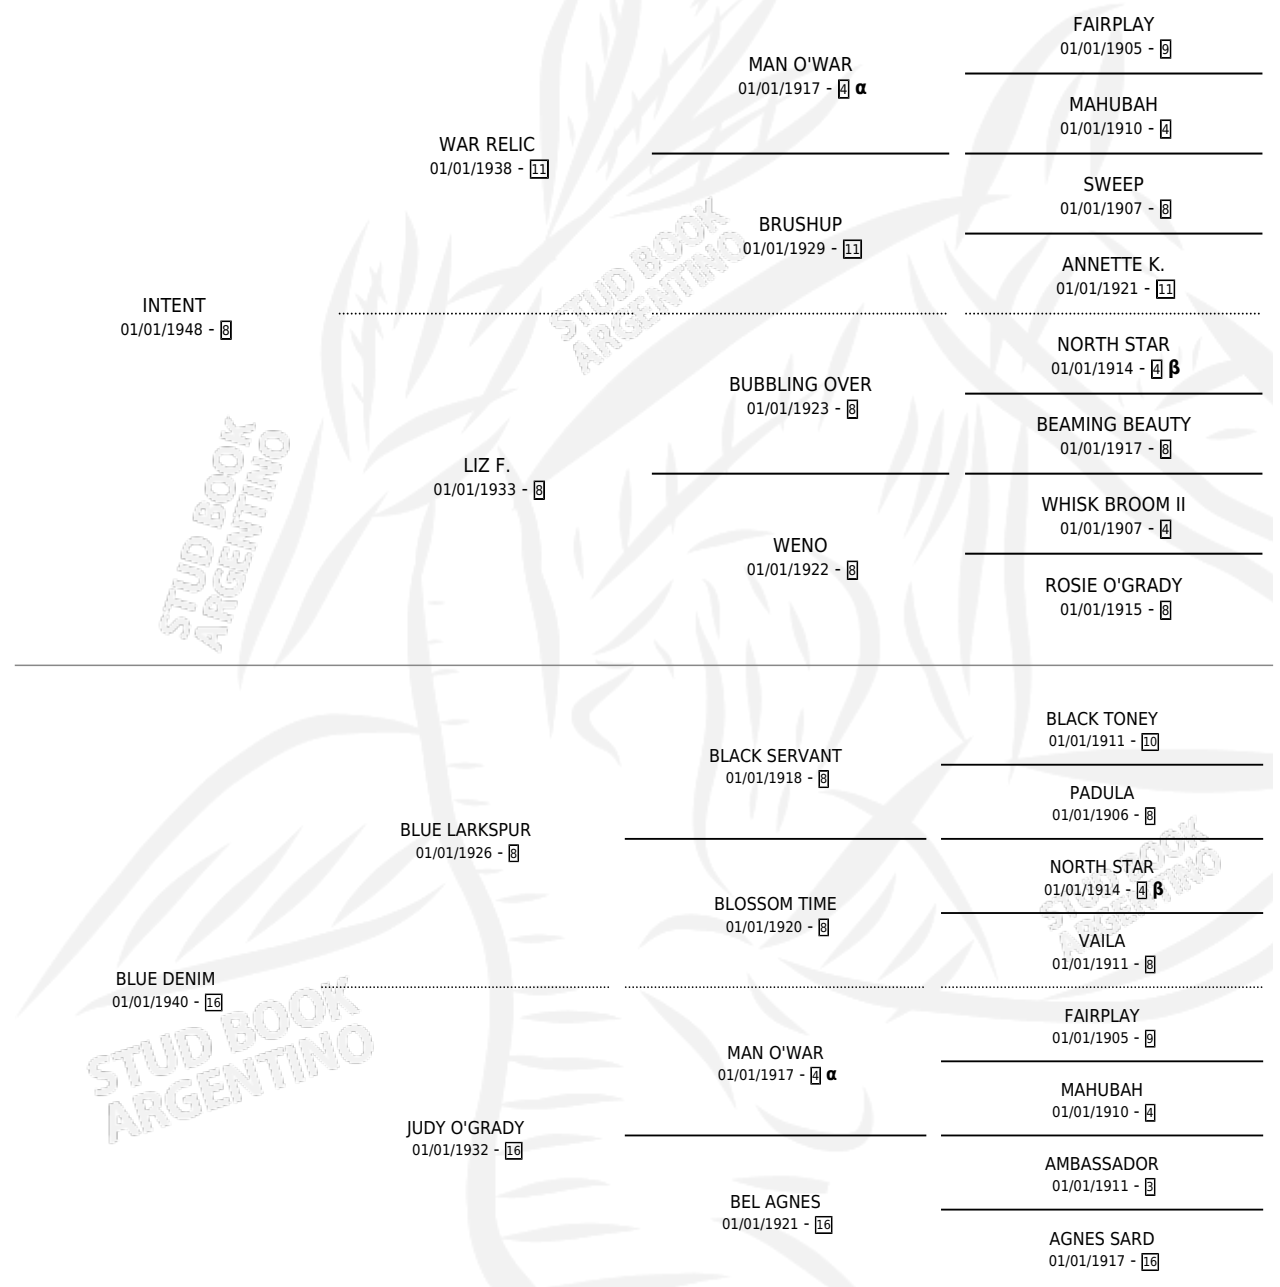 FAIRPLAY
01/01/1905 - 9
MAN O'WAR
01/01/1917 - 4 α
MAHUBAH
01/01/1910 - 4
WAR RELIC
01/01/1938 - 11
SWEEP
01/01/1907 - 8
BRUSHUP
01/01/1929 - 11
ANNETTE K.
01/01/1921 - 11
INTENT
01/01/1948 - 8
NORTH STAR
01/01/1914 - 4 β
BUBBLING OVER
01/01/1923 - 8
BEAMING BEAUTY
01/01/1917 - 8
LIZ F.
01/01/1933 - 8
WHISK BROOM II
01/01/1907 - 4
WENO
01/01/1922 - 8
ROSIE O'GRADY
01/01/1915 - 8
BLACK TONEY
01/01/1911 - 10
BLACK SERVANT
01/01/1918 - 8
PADULA
01/01/1906 - 8
BLUE LARKSPUR
01/01/1926 - 8
NORTH STAR
01/01/1914 - 4 β
BLOSSOM TIME
01/01/1920 - 8
VAILA
01/01/1911 - 8
BLUE DENIM
01/01/1940 - 16
FAIRPLAY
01/01/1905 - 9
MAN O'WAR
01/01/1917 - 4 α
MAHUBAH
01/01/1910 - 4
JUDY O'GRADY
01/01/1932 - 16
AMBASSADOR
01/01/1911 - 3
BEL AGNES
01/01/1921 - 16
AGNES SARD
01/01/1917 - 16
STUD BOOK
ARGENTINO
STUD BOOK
ARGENTINO
STUD BOOK
ARGENTINO
STUD BOOK
ARGENTINO